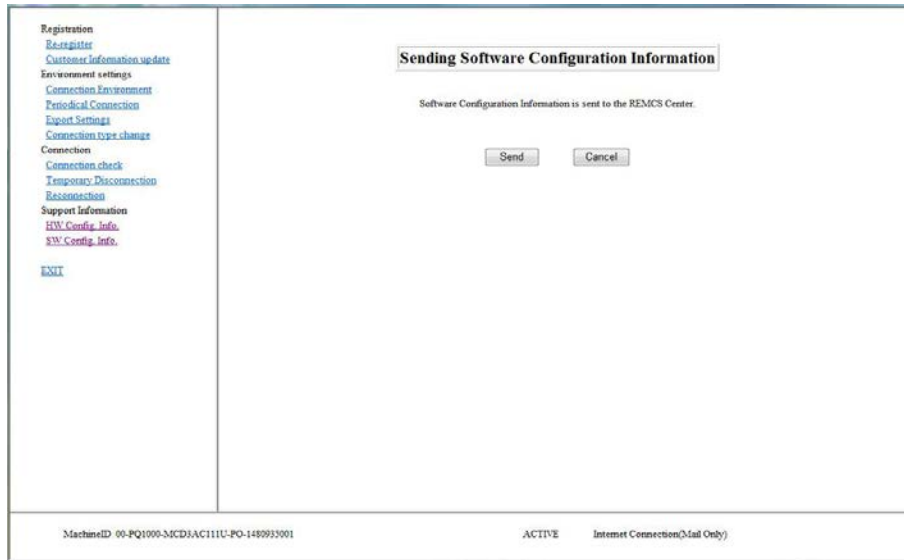 Registration
Re-register
Customer Information update
Environment settings
Connection Environment
Periodical Connection
Export Settings
Connection type change
Connection
Connection check
Temporary Disconnection
Reconnection
Support Information
HW Config. Info.
SW Config. Info.
EXIT
Sending Software Configuration Information
Software Configuration Information is sent to the REMCS Center.
Send Cancel
MachineID 00-PQ1000-MCD3AC111U-PO-1480933001 ACTIVE Internet Connection(Mail Only)